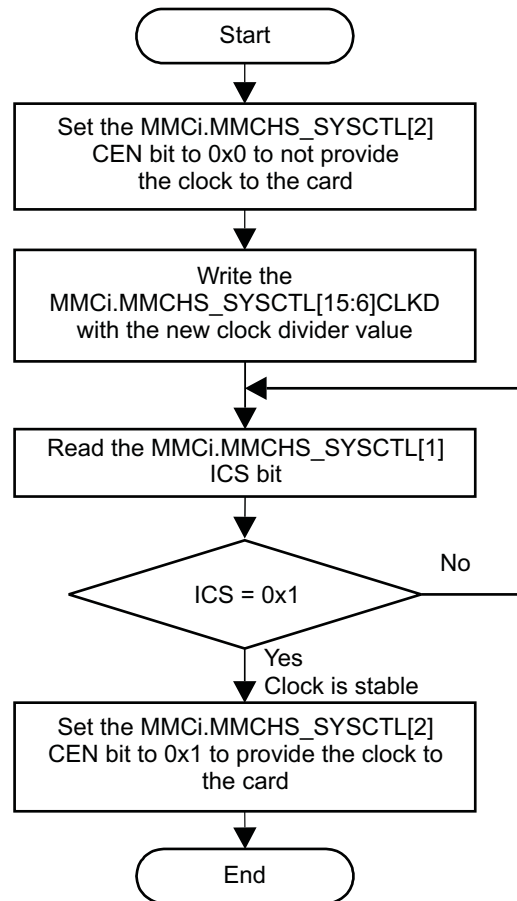 Start
Set the MMCi.MMCHS_SYSCTL[2]
CEN bit to 0x0 to not provide
the clock to the card
Write the
MMCi.MMCHS_SYSCTL[15:6]CLKD
with the new clock divider value
Read the MMCi.MMCHS_SYSCTL[1]
ICS bit
No
ICS = 0x1
Yes
Clock is stable
Set the MMCi.MMCHS_SYSCTL[2]
CEN bit to 0x1 to provide the clock to
the card
End